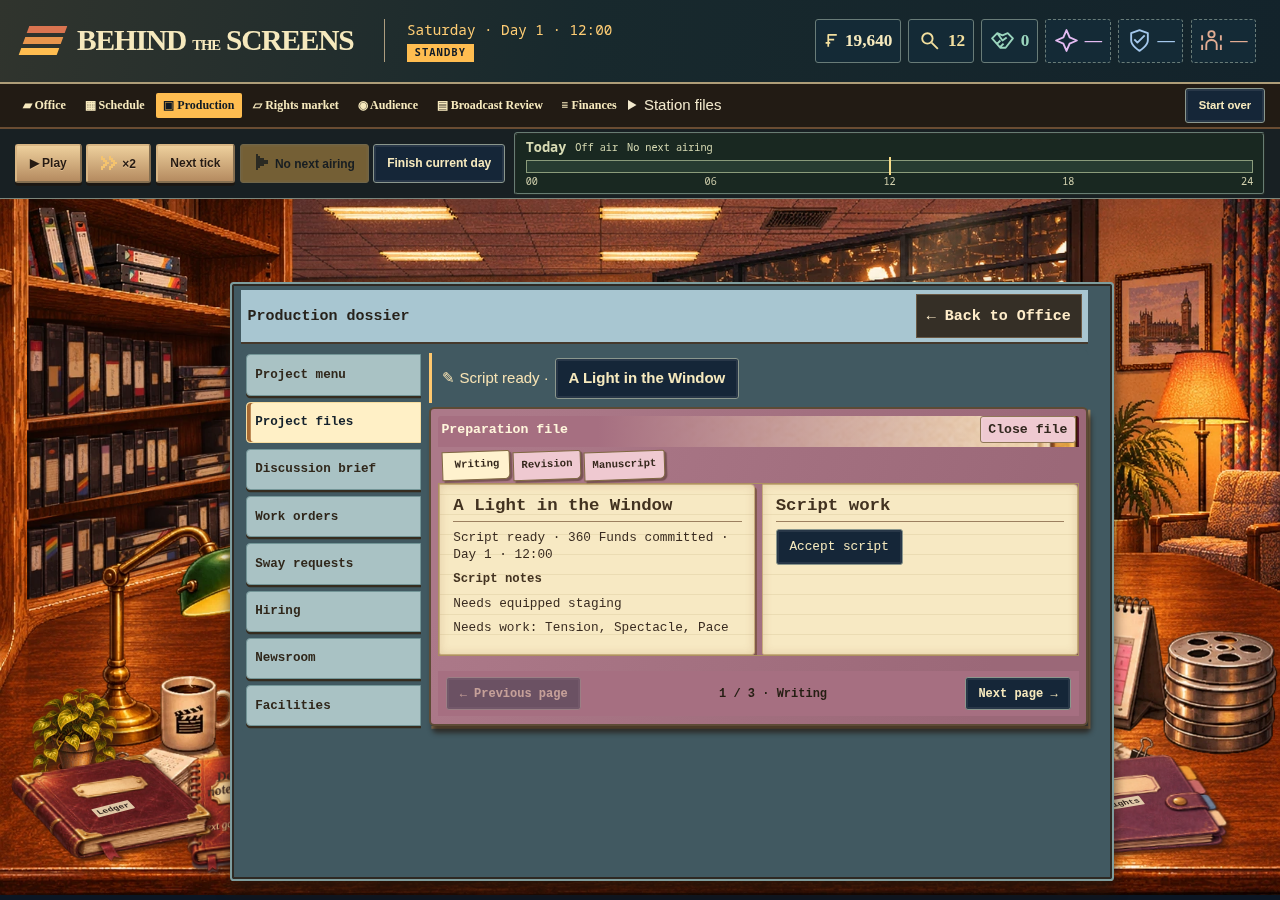 BEHIND THE SCREENS
Saturday · Day 1 · 12:00
STANDBY
19,640
12
0
—
—
—
Office
Schedule
Production
Rights market
Audience
Broadcast Review
Finances
Station files
Start over
Play
×2
Next tick
No next airing
Finish current day
Today Off air No next airing
00 06 12 18 24
Production dossier
← Back to Office
Project menu
Project files
Discussion brief
Work orders
Sway requests
Hiring
Newsroom
Facilities
✎ Script ready · A Light in the Window
Preparation file
Close file
Writing
Revision
Manuscript
A Light in the Window
Script ready · 360 Funds committed ·
Day 1 · 12:00
Script notes
Needs equipped staging
Needs work: Tension, Spectacle, Pace
Script work
Accept script
← Previous page
1 / 3 · Writing
Next page →
Ledger